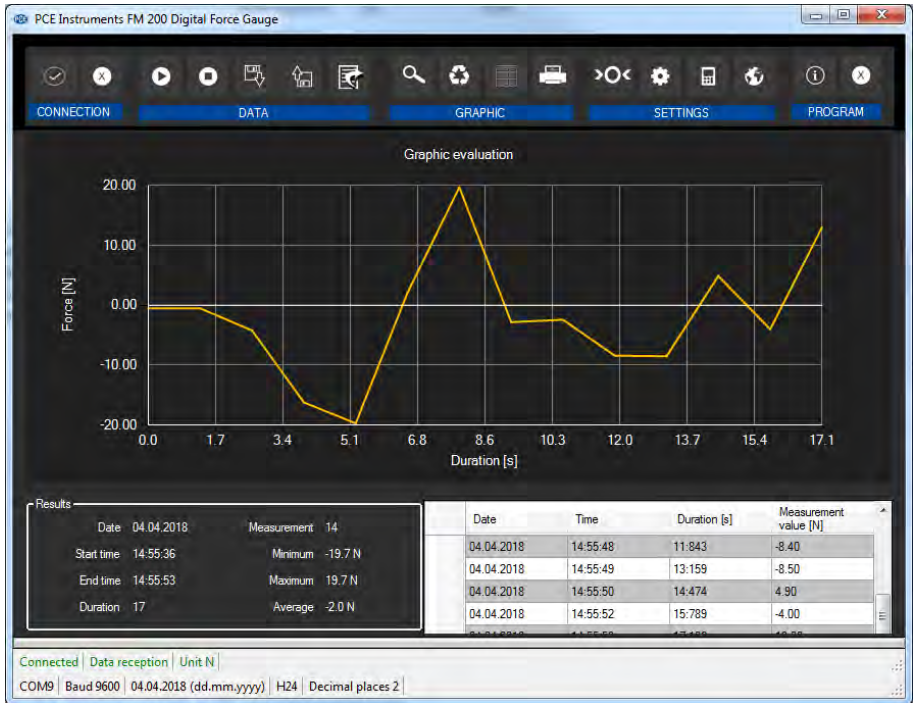 PCE Instruments FM 200 Digital Force Gauge
CONNECTION DATA GRAPHIC SETTINGS PROGRAM
Graphic evaluation
20.00
10.00
0.00
-10.00
-20.00
Force [N]
0.0 1.7 3.4 5.1 6.8 8.6 10.3 12.0 13.7 15.4 17.1
Duration [s]
Results
Date 04.04.2018 Measurement 14
Start time 14:55:36 Minimum -19.7 N
End time 14:55:53 Maximum 19.7 N
Duration 17 Average -2.0 N
Date Time Duration [s] Measurement value [N]
04.04.2018 14:55:48 11:843 -8.40
04.04.2018 14:55:49 13:159 -8.50
04.04.2018 14:55:50 14:474 4.90
04.04.2018 14:55:52 15:789 -4.00
Connected Data reception Unit N
COM9 Baud 9600 04.04.2018 (dd.mm.yyyy) H24 Decimal places 2